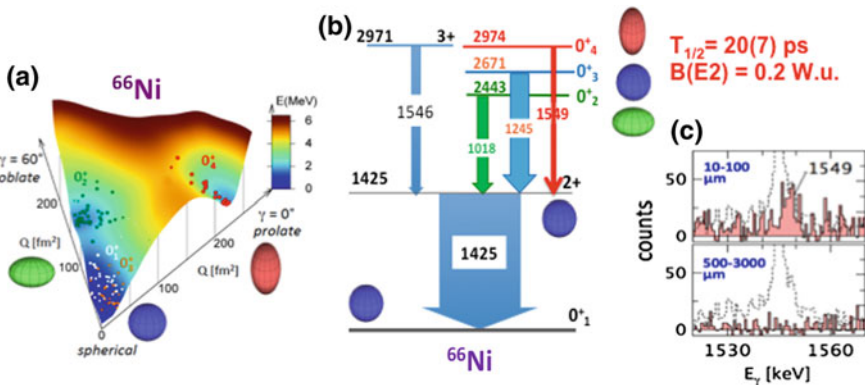 (a)
66Ni
E(MeV)
6
4
2
0
γ = 60°
oblate
0+2
0+4
200
Q [fm²]
100
0+1
0+3
0
spherical
100
Q [fm²]
200
γ = 0°
prolate
(b)
2971
3+
2974
0+4
2671
0+3
2443
0+2
1546
1018
1245
1549
1425
2+
1425
0+1
66Ni
T1/2= 20(7) ps
B(E2) = 0.2 W.u.
(c)
10-100
μm
1549
50
0
counts
500-3000
μm
50
0
1530
1560
Eγ [keV]